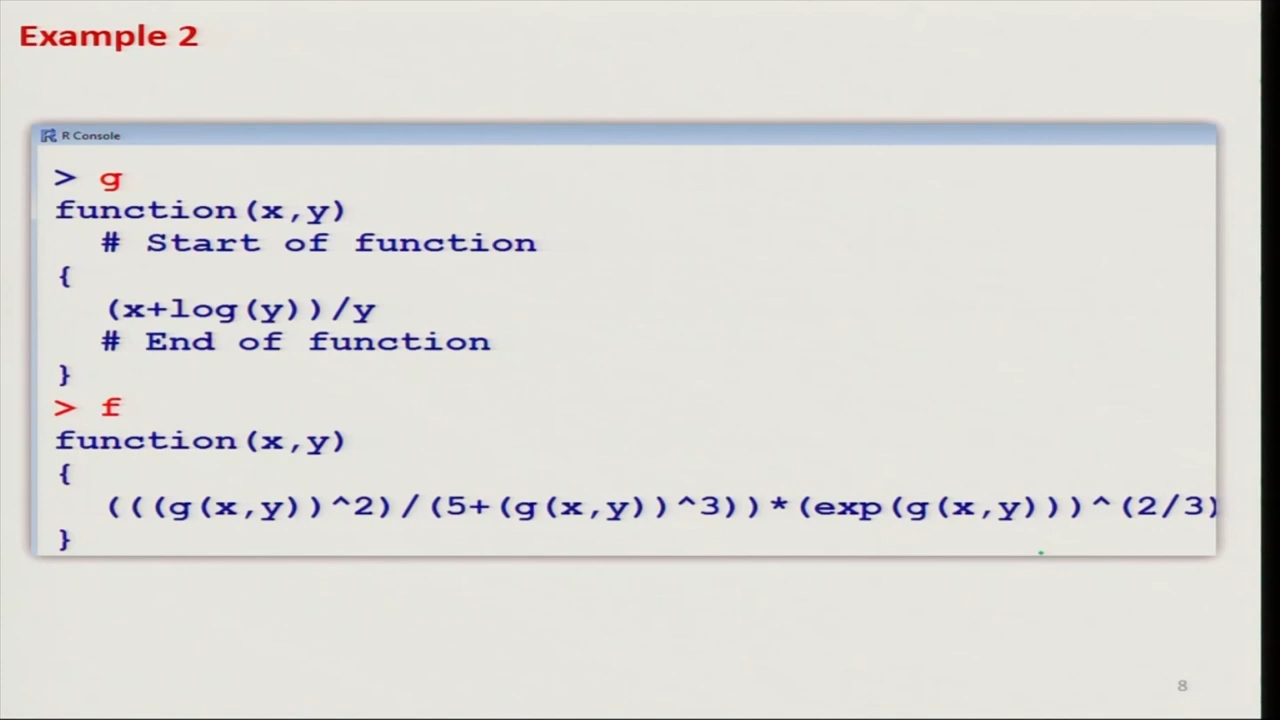 Example 2
R Console
> g
function(x,y)
# Start of function
{
(x+log(y))/y
# End of function
}
> f
function(x,y)
{
(((g(x,y))^2)/(5+(g(x,y))^3))*(exp(g(x,y)))^(2/3)
}
8